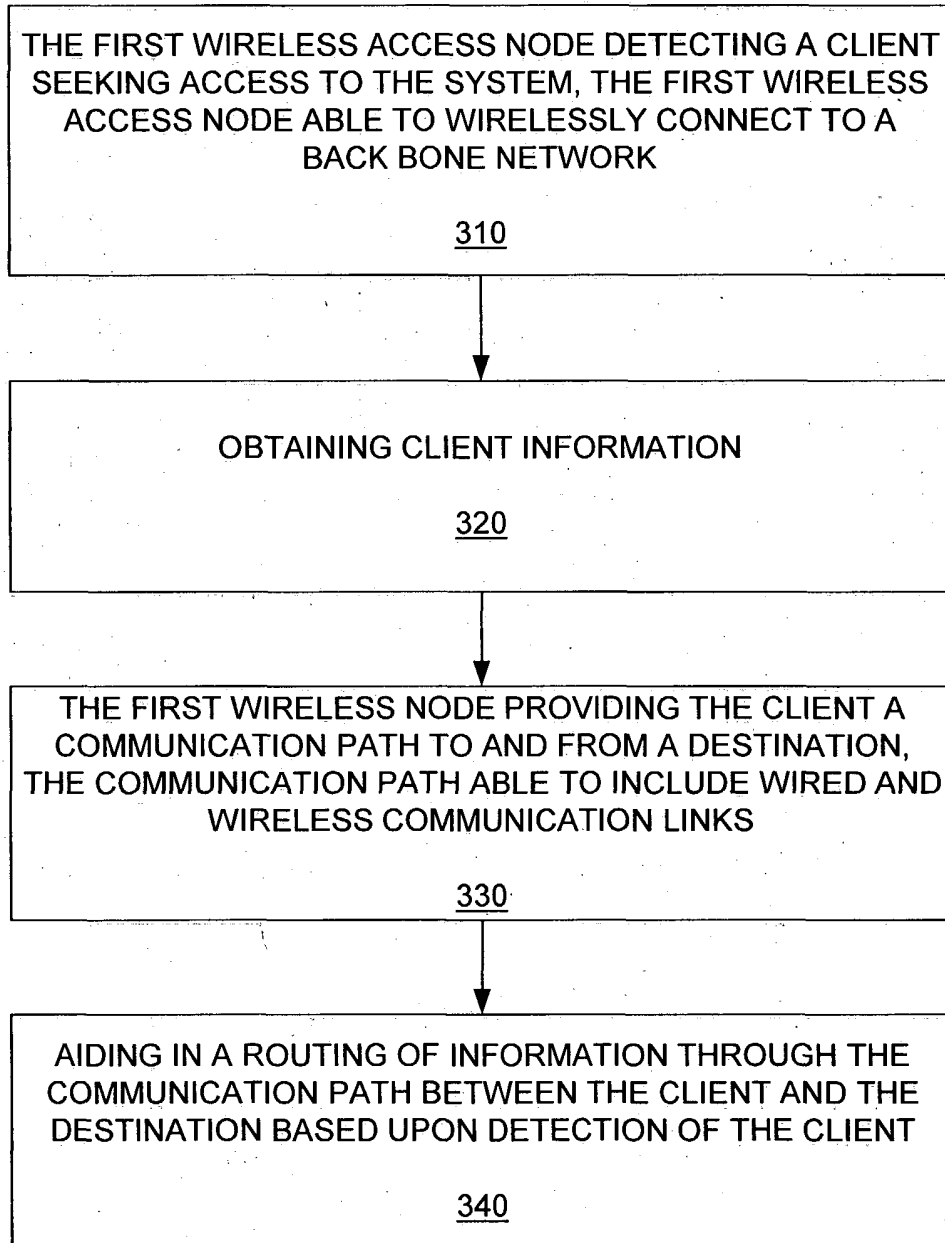 THE FIRST WIRELESS ACCESS NODE DETECTING A CLIENT
SEEKING ACCESS TO THE SYSTEM, THE FIRST WIRELESS
ACCESS NODE ABLE TO WIRELESSLY CONNECT TO A
BACK BONE NETWORK
310
OBTAINING CLIENT INFORMATION
320
THE FIRST WIRELESS NODE PROVIDING THE CLIENT A
COMMUNICATION PATH TO AND FROM A DESTINATION,
THE COMMUNICATION PATH ABLE TO INCLUDE WIRED AND
WIRELESS COMMUNICATION LINKS
330
AIDING IN A ROUTING OF INFORMATION THROUGH THE
COMMUNICATION PATH BETWEEN THE CLIENT AND THE
DESTINATION BASED UPON DETECTION OF THE CLIENT
340